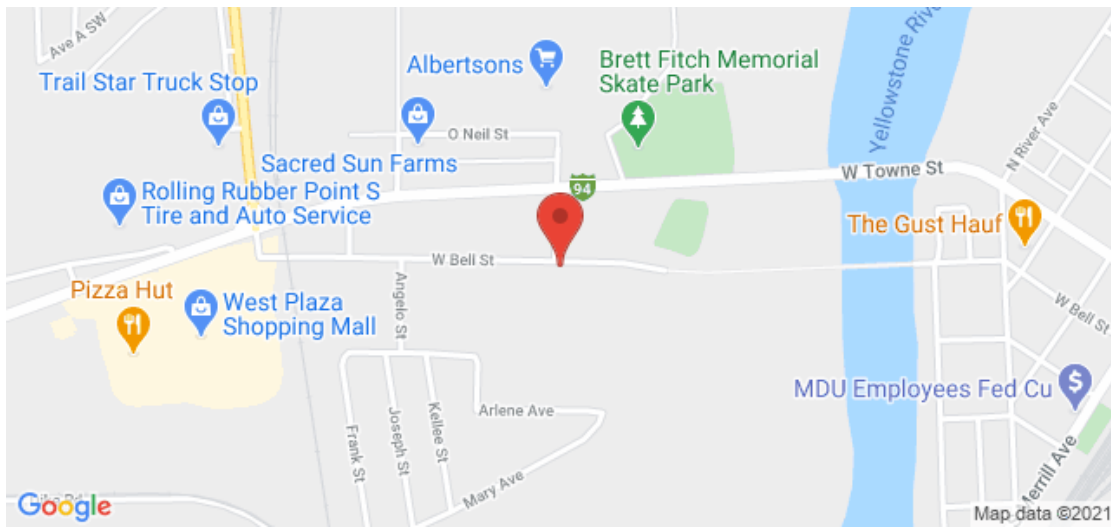 Ave A SW
Trail Star Truck Stop
Albertsons
Brett Fitch Memorial
Skate Park
Yellowstone River
N River Ave
O Neil St
Sacred Sun Farms
W Towne St
94
Rolling Rubber Point S
Tire and Auto Service
The Gust Hauf
W Bell St
Pizza Hut
Angelo St
West Plaza
Shopping Mall
W Bell St
MDU Employees Fed Cu
$
Arlene Ave
Kellee St
Joseph St
Frank St
Mary Ave
Merrill Ave
Google
Map data ©2021